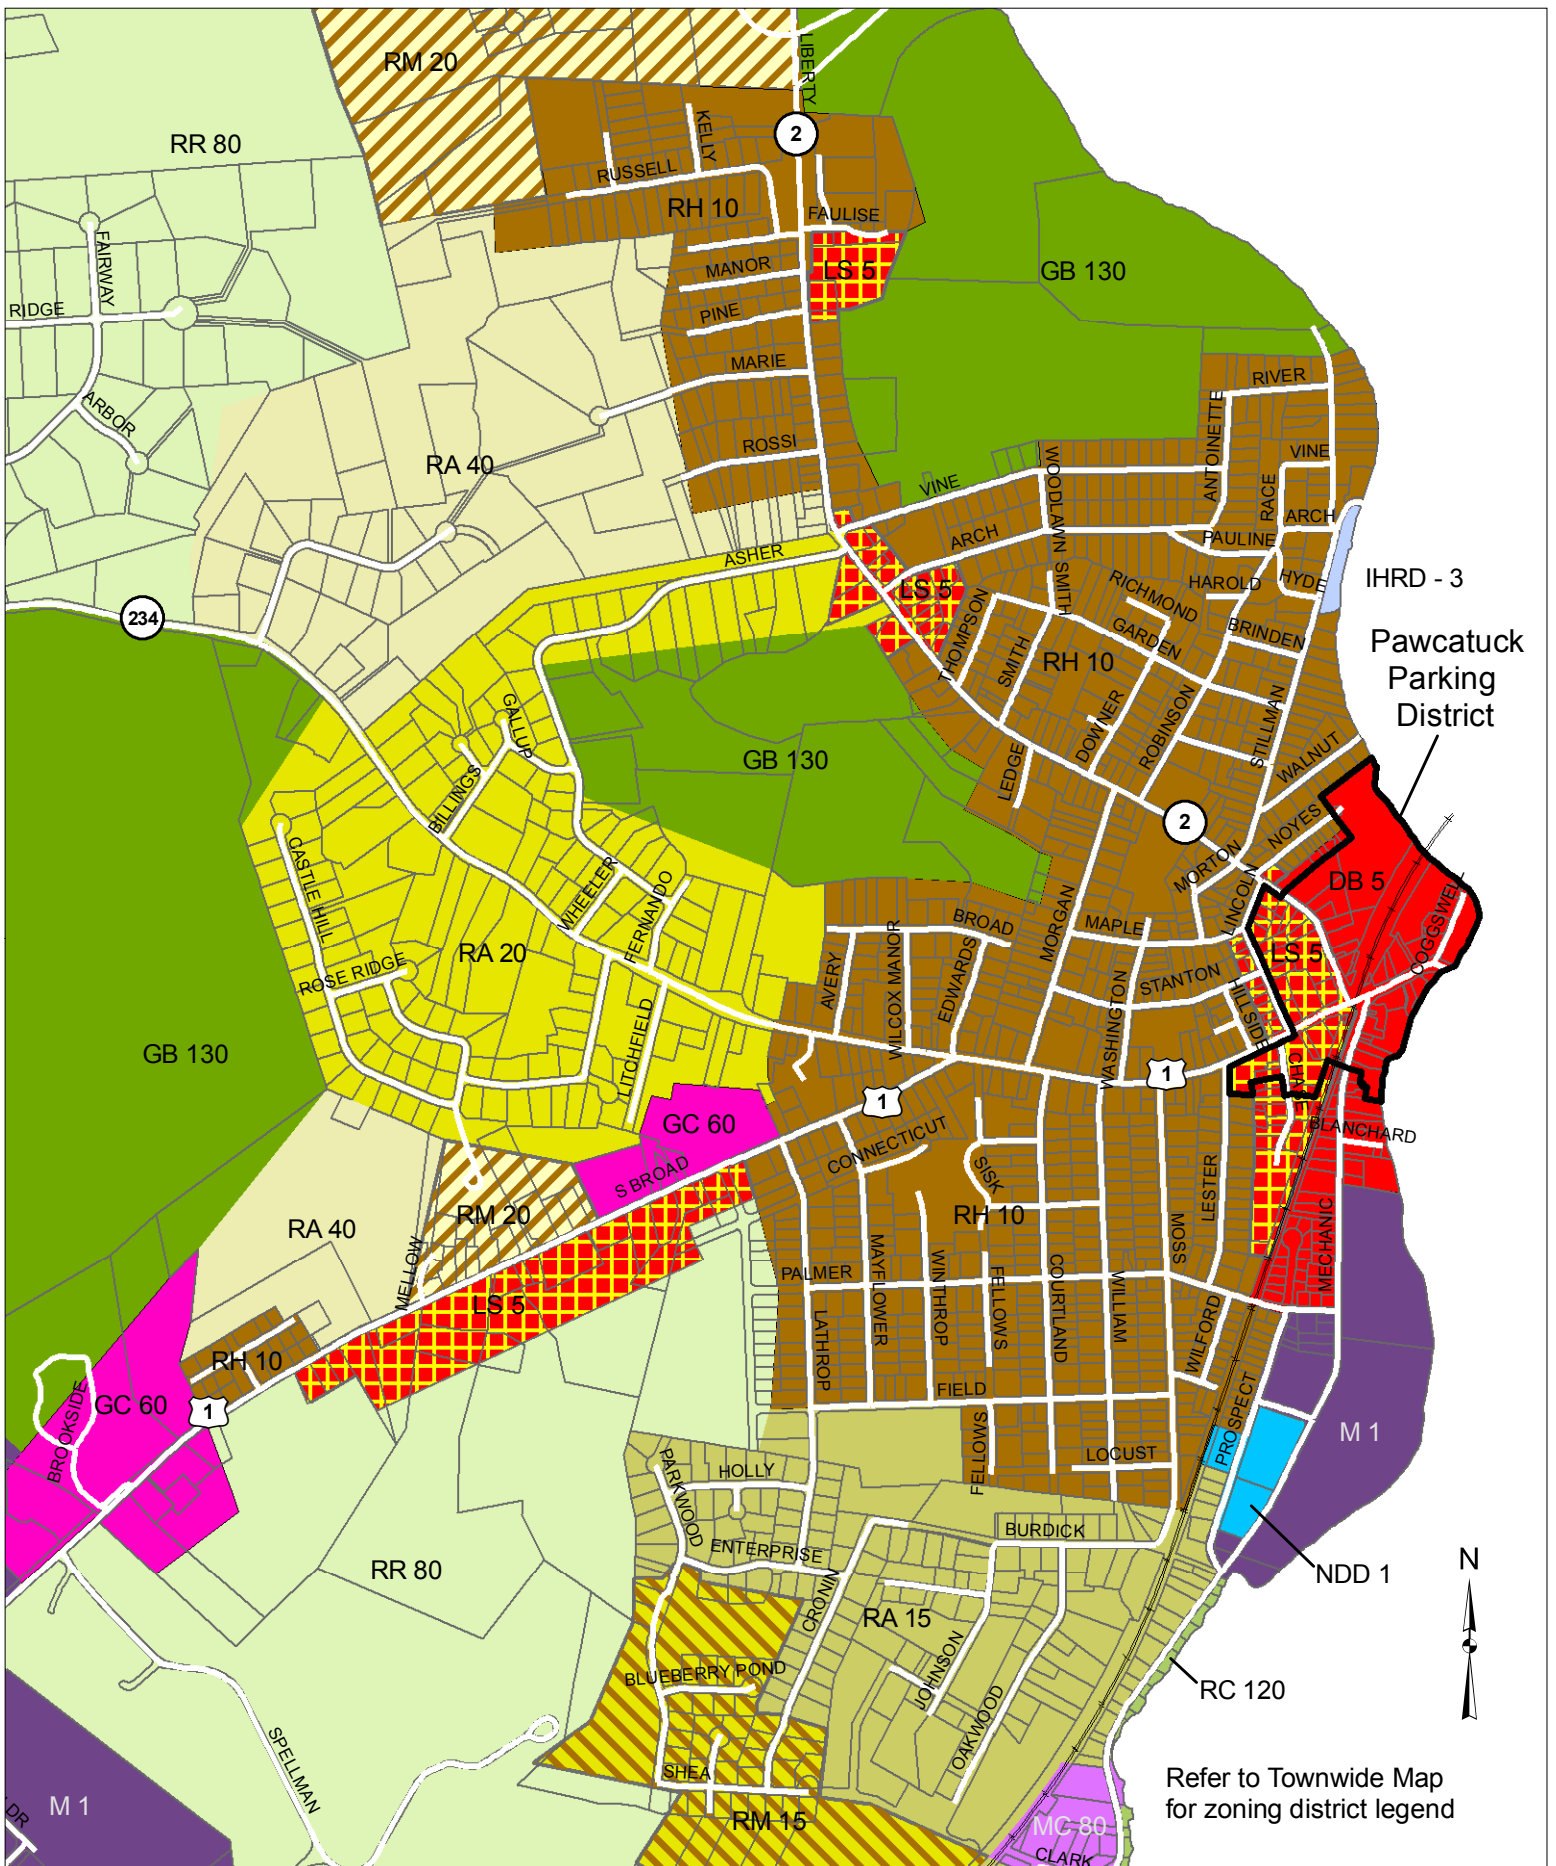 RM 20
LIBERTY
RR 80
KELLY
2
RUSSELL
RH 10
FAULISE
FAIRWAY
MANOR
LS 5
GB 130
RIDGE
PINE
MARIE
RIVER
ARBOR
ANTOINETTE
ROSSI
VINE
RA 40
WOODLAWN
VINE
RACE
ARCH
ARCH
PAULINE
ASHER
SMITH
RICHMOND
HAROLD
HYDE
IHRD - 3
LS 5
THOMPSON
234
GARDEN
BRINDEN
Pawcatuck
Parking
District
SMITH
RH 10
GALLUP
DOWNER
ROBINSON
STILLMAN
WALNUT
GB 130
LEDGE
BILLINGS
2
NOYES
CASTLE HILL
MORTON
DB 5
WHEELER
FERNANDO
LINCOLN
COGGSWELL
BROAD
MORGAN
MAPLE
RA 20
LS 5
ROSE RIDGE
AVERY
WILCOX MANOR
EDWARDS
STANTON
HILLSIDE
WASHINGTON
GB 130
LITCHFIELD
1
CHASE
1
GC 60
BLANCHARD
CONNECTICUT
S BROAD
SISK
LESTER
RM 20
RA 40
RH 10
MOSS
MECHANIC
MELLOW
MAYFLOWER
WINTHROP
FELLOWS
COURTLAND
WILLIAM
PALMER
LS 5
LATHROP
WILFORD
RH 10
FIELD
PROSPECT
GC 60
1
BROOKSIDE
M 1
FELLOWS
LOCUST
PARKWOOD
HOLLY
BURDICK
ENTERPRISE
RR 80
N
NDD 1
CRONIN
RA 15
JOHNSON
BLUEBERRY POND
RC 120
OAKWOOD
SPELLMAN
SHEA
Refer to Townwide Map
for zoning district legend
M 1
DR
RM 15
MC 80
CLARK